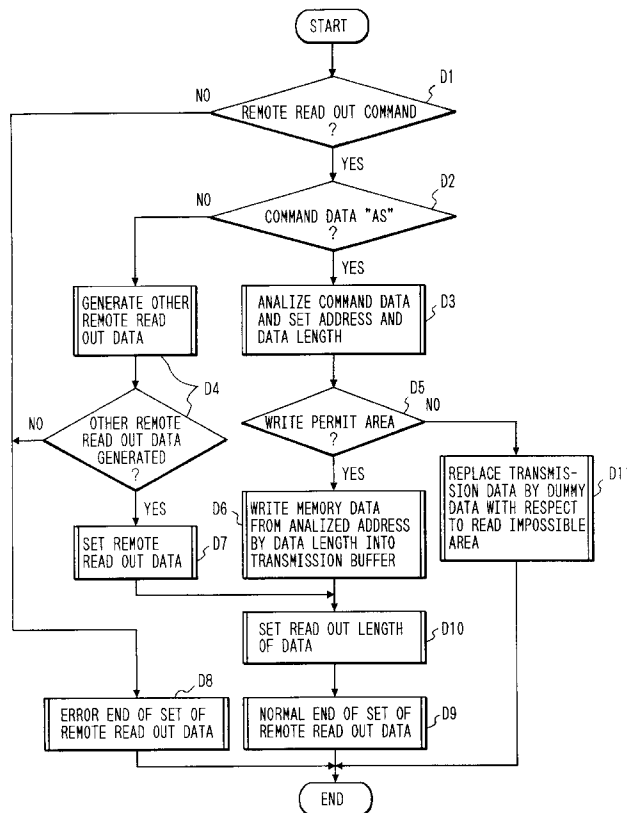 START
D1
NO
REMOTE READ OUT COMMAND
?
YES
D2
NO
COMMAND DATA "AS"
?
YES
GENERATE OTHER
REMOTE READ
OUT DATA
ANALIZE COMMAND DATA
AND SET ADDRESS AND
DATA LENGTH
D3
D4
D5
NO
OTHER REMOTE
READ OUT DATA
GENERATED
?
NO
WRITE PERMIT AREA
?
YES
YES
REPLACE TRANSMIS-
SION DATA BY DUMMY
DATA WITH RESPECT
TO READ IMPOSSIBLE
AREA
D11
D6
WRITE MEMORY DATA
FROM ANALIZED ADDRESS
BY DATA LENGTH INTO
TRANSMISSION BUFFER
SET REMOTE
READ OUT DATA
D7
SET READ OUT LENGTH
OF DATA
D10
D8
ERROR END OF SET OF
REMOTE READ OUT DATA
NORMAL END OF SET OF
REMOTE READ OUT DATA
D9
END